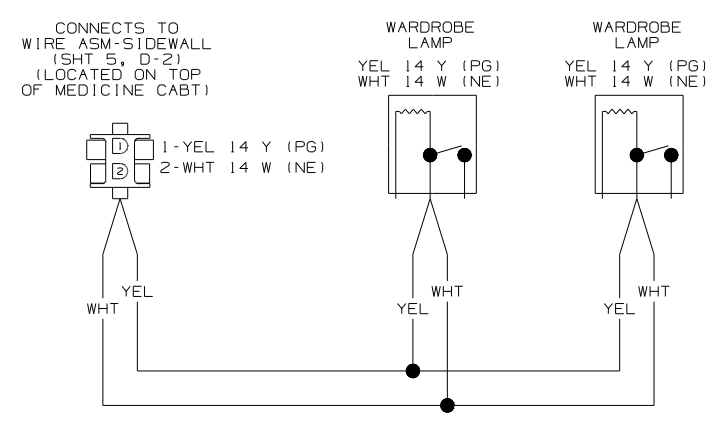 CONNECTS TO
WIRE ASM-SIDEWALL
(SHT 5, D-2)
(LOCATED ON TOP
OF MEDICINE CABT)
1
2
1-YEL 14 Y (PG)
2-WHT 14 W (NE)
WARDROBE
LAMP
YEL 14 Y (PG)
WHT 14 W (NE)
WARDROBE
LAMP
YEL 14 Y (PG)
WHT 14 W (NE)
WHT
YEL
YEL
WHT
YEL
WHT